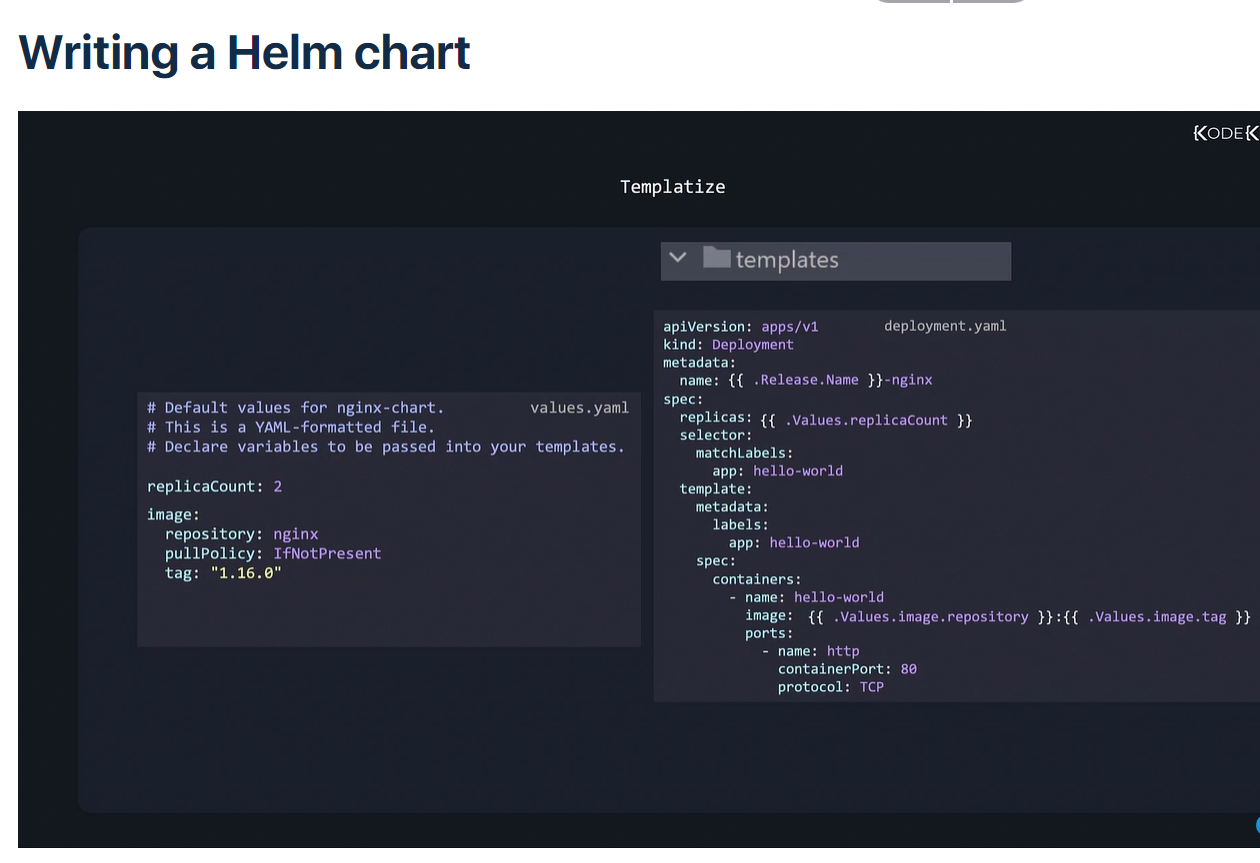 Writing a Helm chart
Templatize
templates
# Default values for nginx-chart. values.yaml
# This is a YAML-formatted file.
# Declare variables to be passed into your templates.
replicaCount: 2
image:
  repository: nginx
  pullPolicy: IfNotPresent
  tag: "1.16.0"
apiVersion: apps/v1 deployment.yaml
kind: Deployment
metadata:
  name: {{ .Release.Name }}-nginx
spec:
  replicas: {{ .Values.replicaCount }}
  selector:
    matchLabels:
      app: hello-world
  template:
    metadata:
      labels:
        app: hello-world
    spec:
      containers:
        - name: hello-world
          image: {{ .Values.image.repository }}:{{ .Values.image.tag }}
          ports:
            - name: http
              containerPort: 80
              protocol: TCP